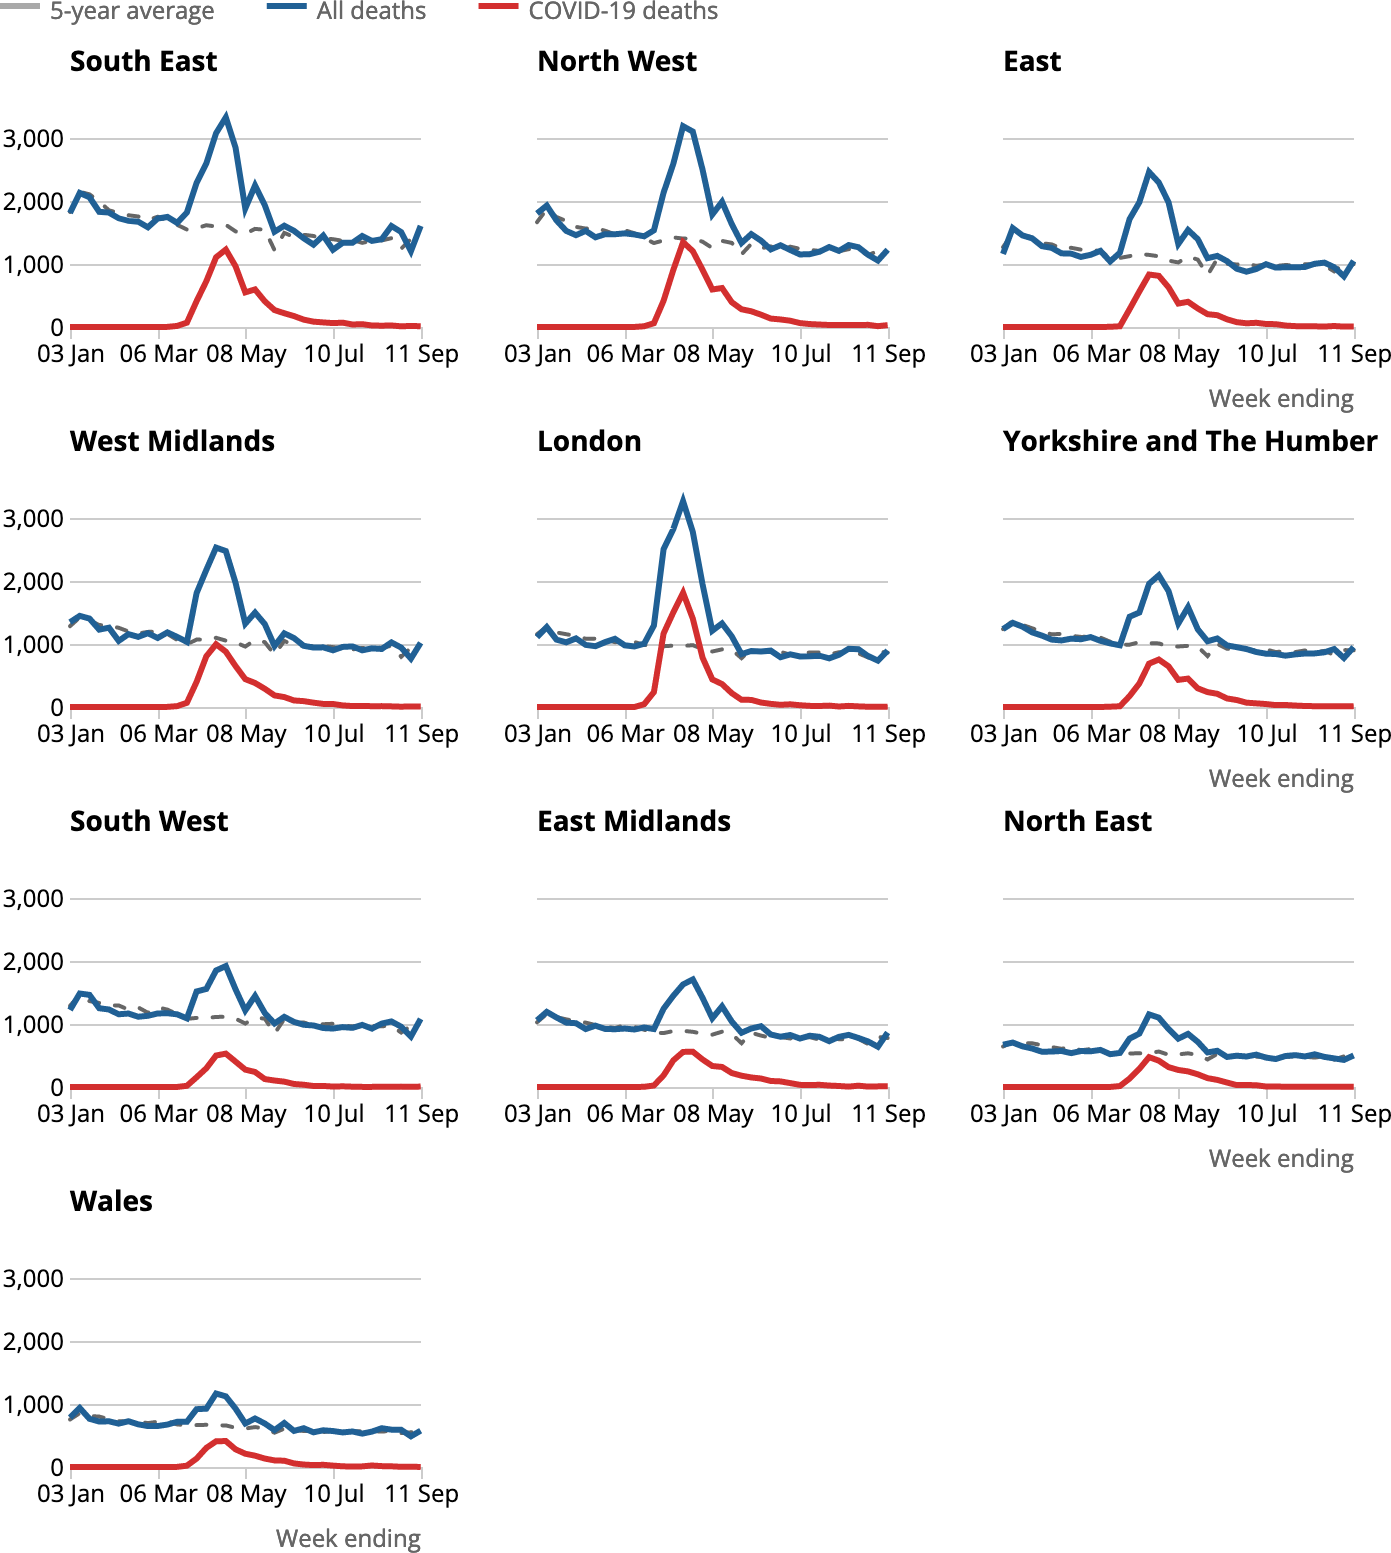 5-year average All deaths COVID-19 deaths
South East North West East
3,000
2,000
1,000
0
03 Jan 06 Mar 08 May 10 Jul 11 Sep 03 Jan 06 Mar 08 May 10 Jul 11 Sep 03 Jan 06 Mar 08 May 10 Jul 11 Sep
Week ending
West Midlands London Yorkshire and The Humber
3,000
2,000
1,000
0
03 Jan 06 Mar 08 May 10 Jul 11 Sep 03 Jan 06 Mar 08 May 10 Jul 11 Sep 03 Jan 06 Mar 08 May 10 Jul 11 Sep
Week ending
South West East Midlands North East
3,000
2,000
1,000
0
03 Jan 06 Mar 08 May 10 Jul 11 Sep 03 Jan 06 Mar 08 May 10 Jul 11 Sep 03 Jan 06 Mar 08 May 10 Jul 11 Sep
Week ending
Wales
3,000
2,000
1,000
0
03 Jan 06 Mar 08 May 10 Jul 11 Sep
Week ending